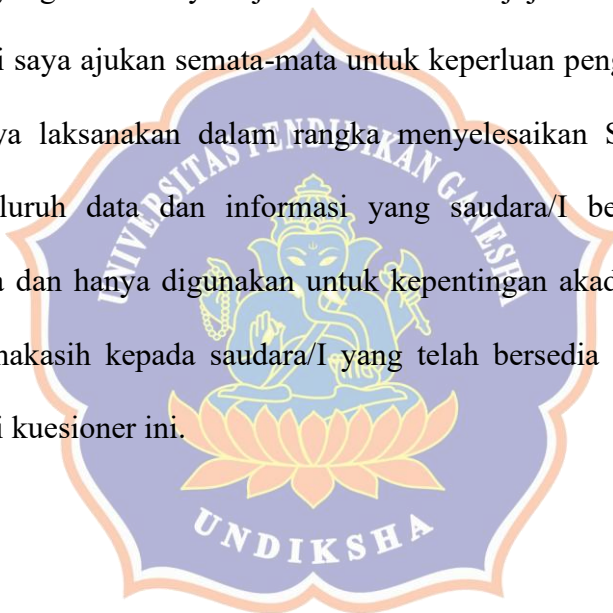 i saya ajukan semata-mata untuk keperluan peng
ya laksanakan dalam rangka menyelesaikan S
luruh data dan informasi yang saudara/I be
a dan hanya digunakan untuk kepentingan akad
nakasih kepada saudara/I yang telah bersedia
i kuesioner ini.
UNIVERSITAS PENDIDIKAN GANESHA
UNDIKSHA